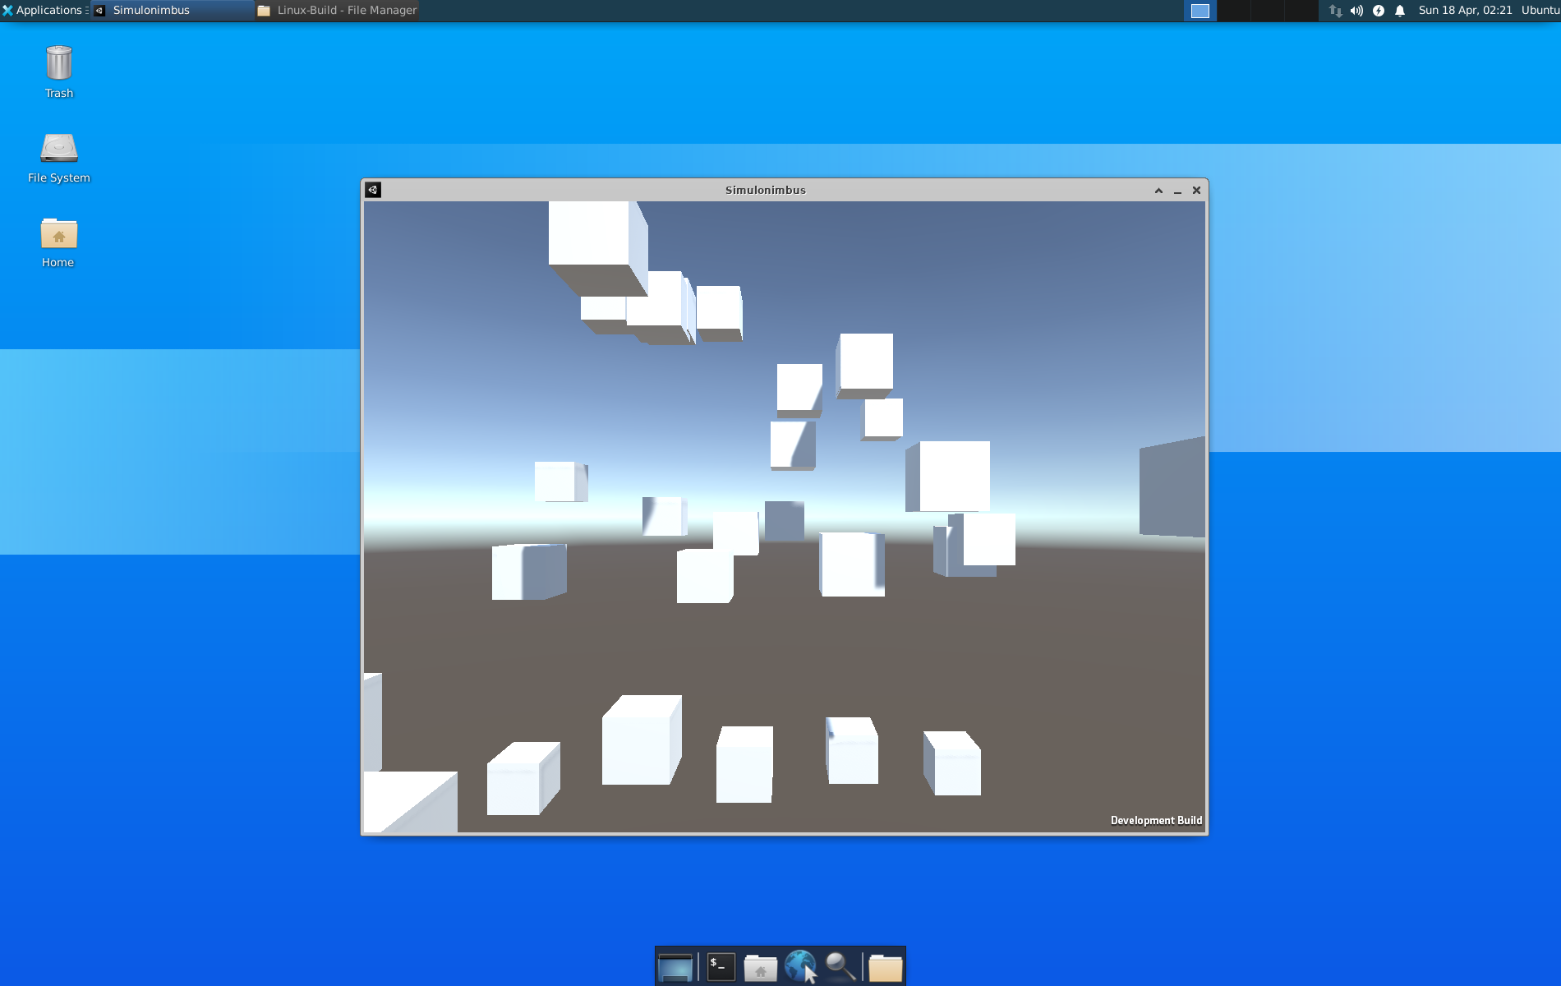 Applications Simulonimbus Linux-Build - File Manager Sun 18 Apr, 02:21 Ubuntu
Trash
File System
Home
Simulonimbus
Development Build
$_